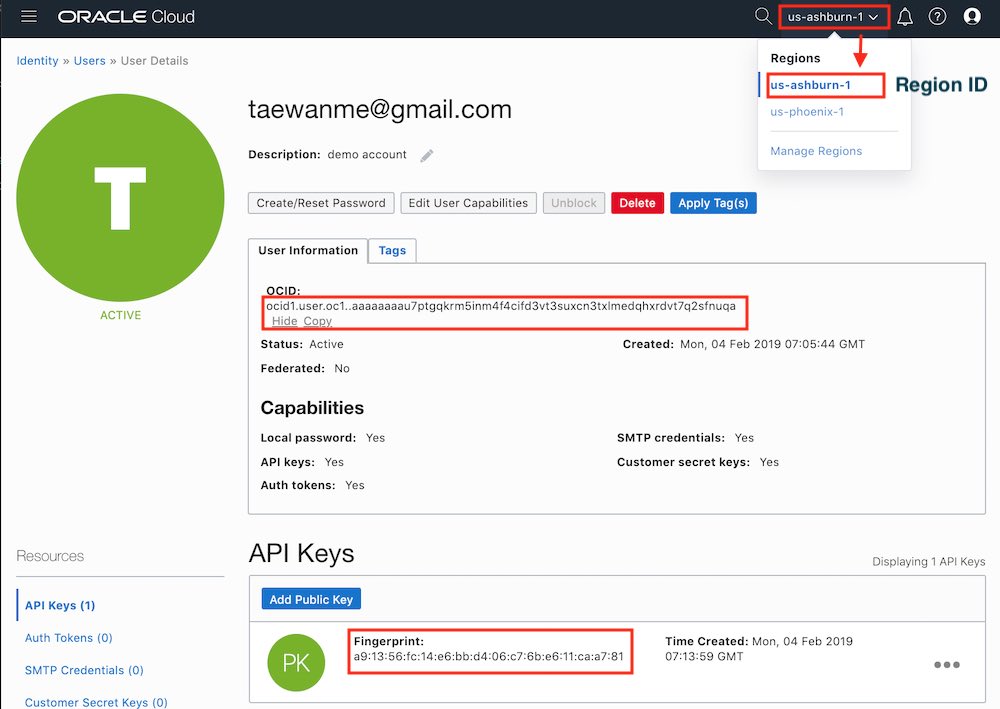 ORACLE Cloud
us-ashburn-1
Identity » Users » User Details
Regions
us-ashburn-1
Region ID
us-phoenix-1
Manage Regions
T
ACTIVE
taewanme@gmail.com
Description: demo account
Create/Reset Password Edit User Capabilities Unblock Delete Apply Tag(s)
User Information Tags
OCID:
ocid1.user.oc1..aaaaaaaau7ptgqkrm5inm4f4cifd3vt3suxcn3txlmedqhxrdvt7q2sfnuqa
Hide Copy
Status: Active Created: Mon, 04 Feb 2019 07:05:44 GMT
Federated: No
Capabilities
Local password: Yes SMTP credentials: Yes
API keys: Yes Customer secret keys: Yes
Auth tokens: Yes
Resources
API Keys (1)
Auth Tokens (0)
SMTP Credentials (0)
Customer Secret Keys (0)
API Keys
Displaying 1 API Keys
Add Public Key
PK
Fingerprint:
a9:13:56:fc:14:e6:bb:d4:06:c7:6b:e6:11:ca:a7:81
Time Created: Mon, 04 Feb 2019
07:13:59 GMT